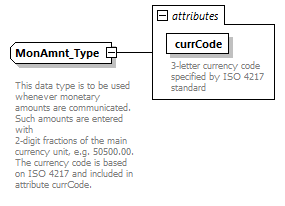 attributes
MonAmnt_Type
currCode
3-letter currency code
specified by ISO 4217
standard
This data type is to be used
whenever monetary
amounts are communicated.
Such amounts are entered
with
2-digit fractions of the main
currency unit, e.g. 50500.00.
The currency code is based
on ISO 4217 and included in
attribute currCode.